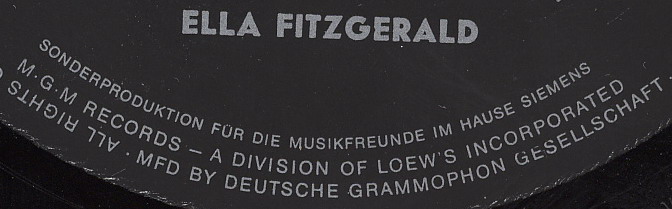 ELLA FITZGERALD
SONDERPRODUKTION FÜR DIE MUSIKFREUNDE IM HAUSE SIEMENS
M·G·M RECORDS — A DIVISION OF LOEW'S INCORPORATED
ALL RIGHTS · MFD BY DEUTSCHE GRAMMOPHON GESELLSCHAFT ·